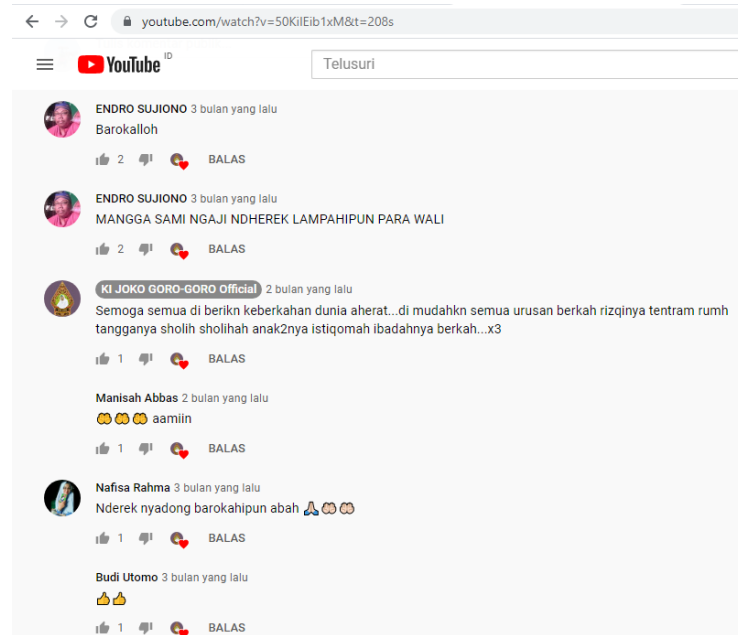 youtube.com/watch?v=50KilEib1xM&t=208s
YouTube ID
Telusuri
ENDRO SUJIONO 3 bulan yang lalu
Barokalloh
2 BALAS
ENDRO SUJIONO 3 bulan yang lalu
MANGGA SAMI NGAJI NDHEREK LAMPAHIPUN PARA WALI
2 BALAS
KI JOKO GORO-GORO Official 2 bulan yang lalu
Semoga semua di berikn keberkahan dunia aherat...di mudahkn semua urusan berkah rizqinya tentram rumh
tangganya sholih sholihah anak2nya istiqomah ibadahnya berkah...x3
1 BALAS
Manisah Abbas 2 bulan yang lalu
🤲🤲🤲 aamiin
1 BALAS
Nafisa Rahma 3 bulan yang lalu
Nderek nyadong barokahipun abah 🙏🏻🤲🏻🤲🏻
1 BALAS
Budi Utomo 3 bulan yang lalu
👍👍
1 BALAS